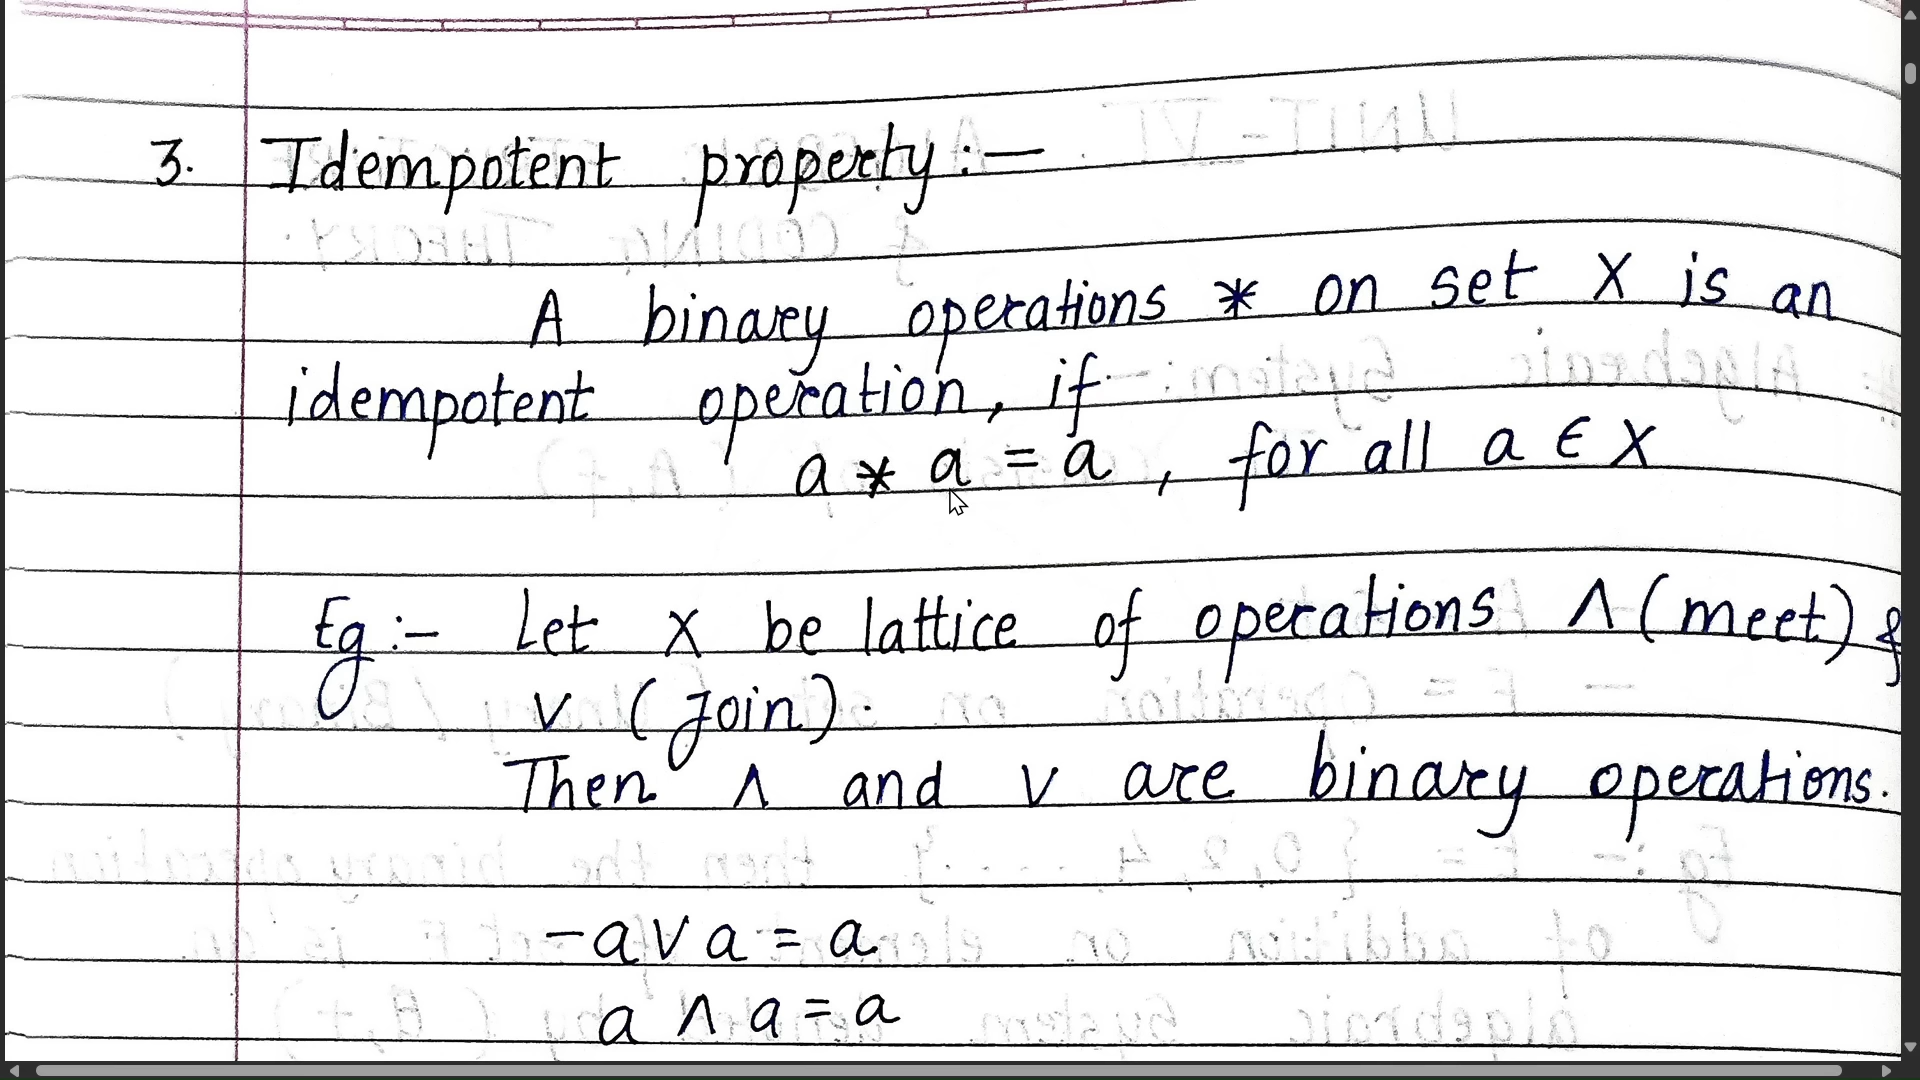 3. Idempotent property:-
A binary operations * on set X is an
idempotent operation, if
a * a = a , for all a ∈ X
Eg:- Let X be lattice of operations ∧ (meet) &
∨ (Join).
Then ∧ and ∨ are binary operations.
- a ∨ a = a
a ∧ a = a